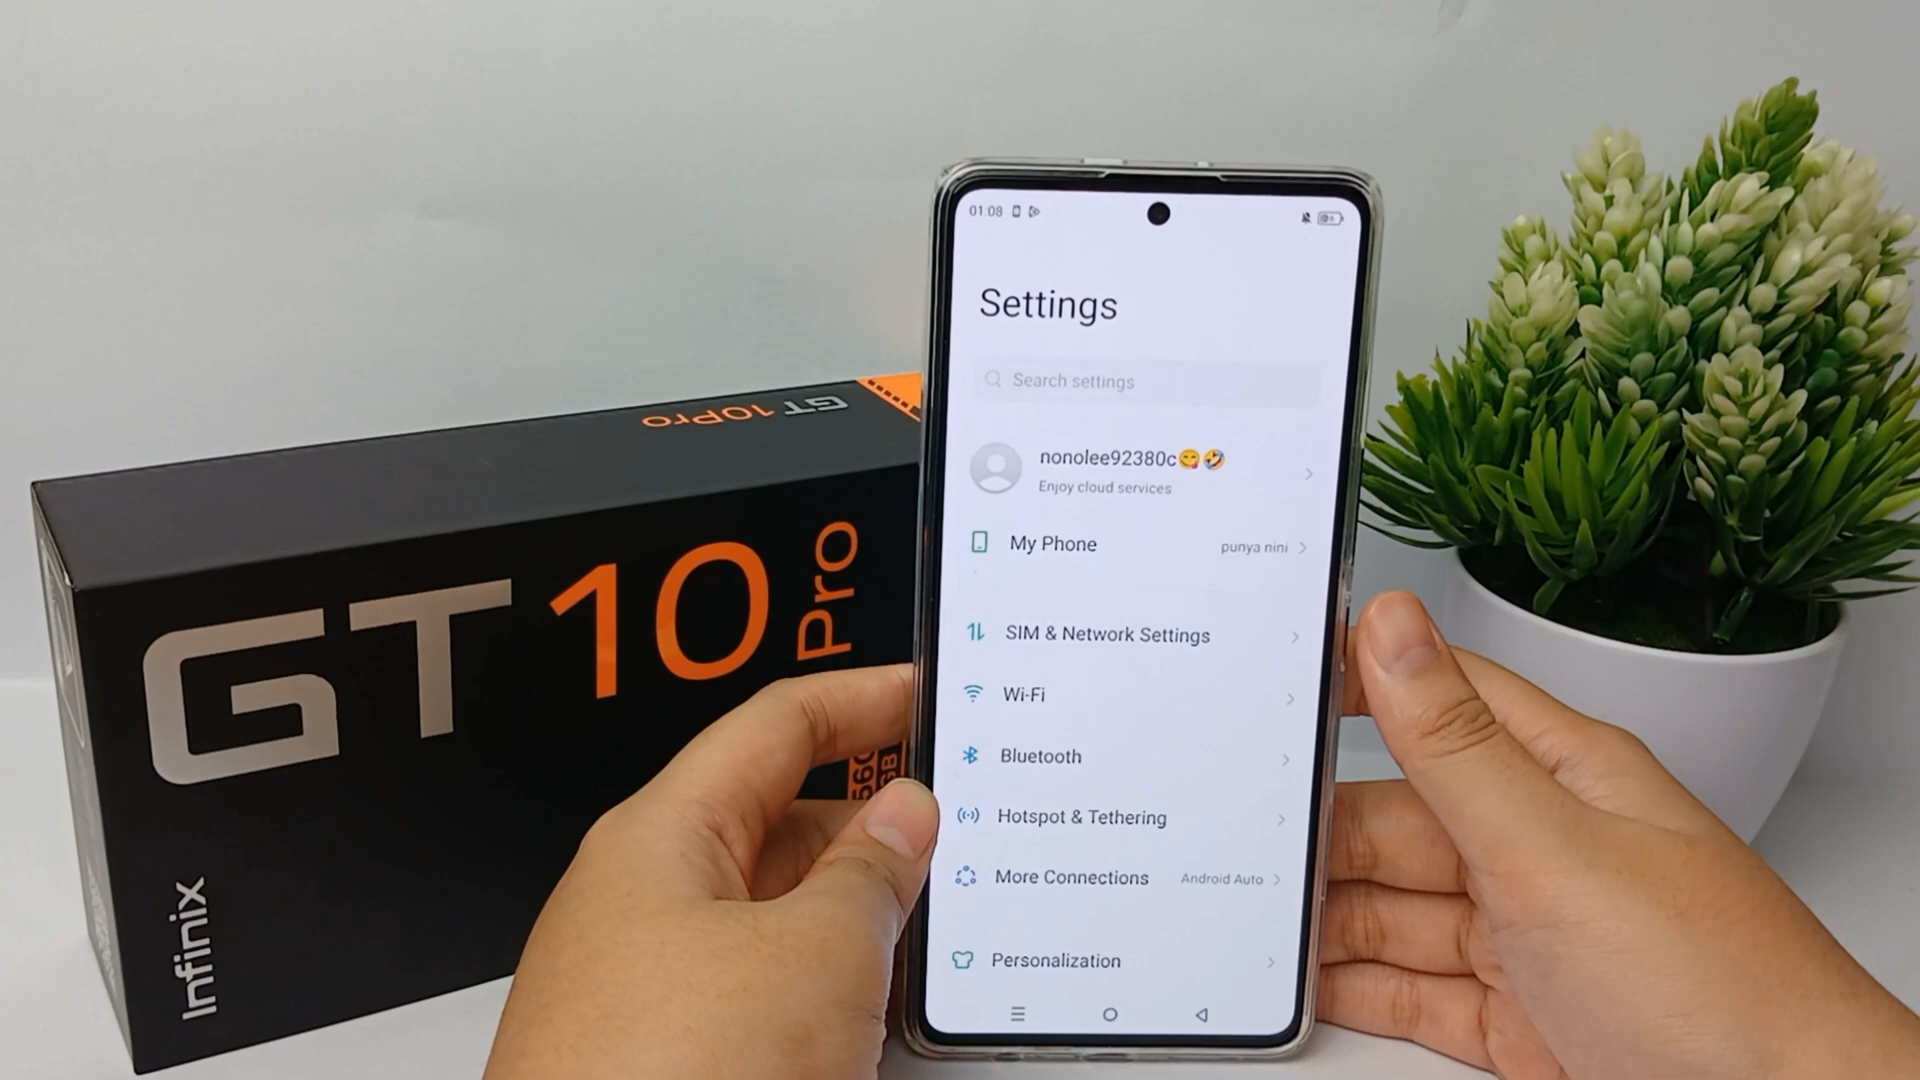 GT 10Pro
GT 10 Pro
Infinix
01:08
Settings
Search settings
nonolee92380c😋🤣
Enjoy cloud services
My Phone
punya nini
SIM & Network Settings
Wi-Fi
Bluetooth
Hotspot & Tethering
More Connections
Android Auto
Personalization